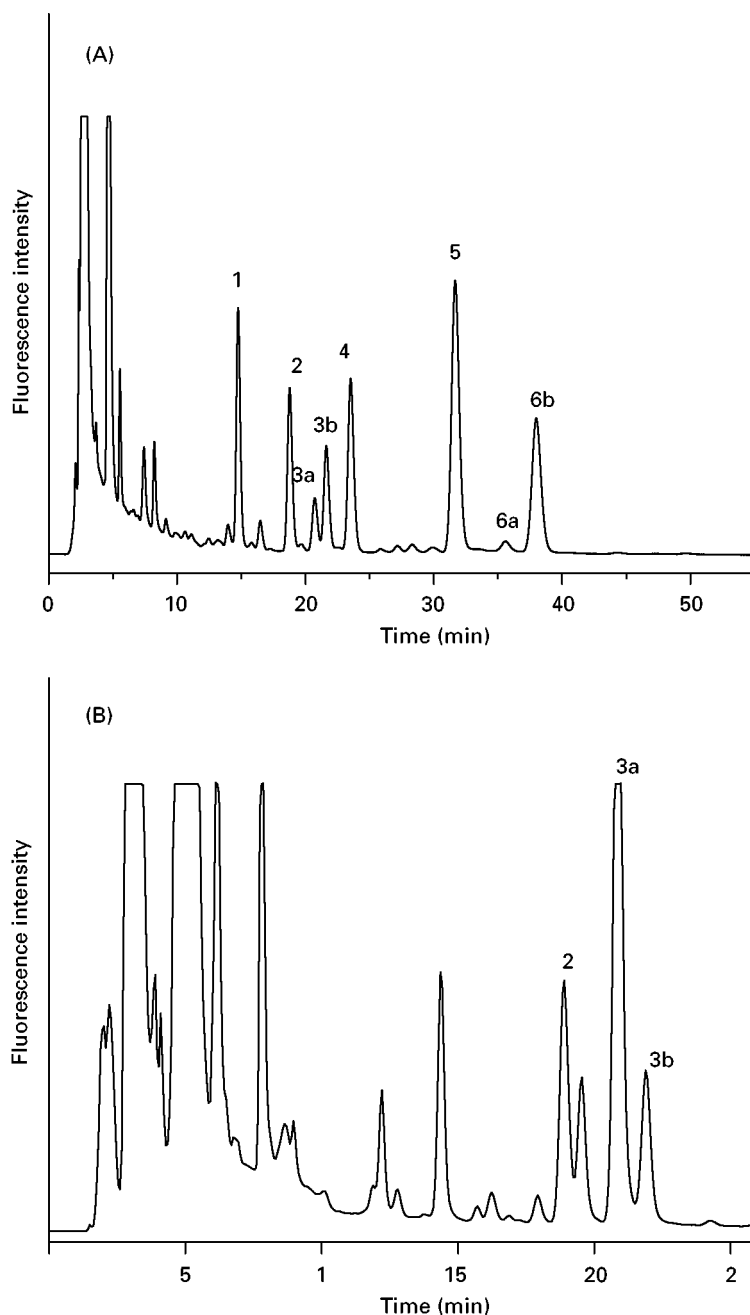 (A)
Fluorescence intensity
1
2
3a
3b
4
5
6a
6b
0 10 20 30 40 50
Time (min)
(B)
Fluorescence intensity
2
3a
3b
5 1 15 20 2
Time (min)